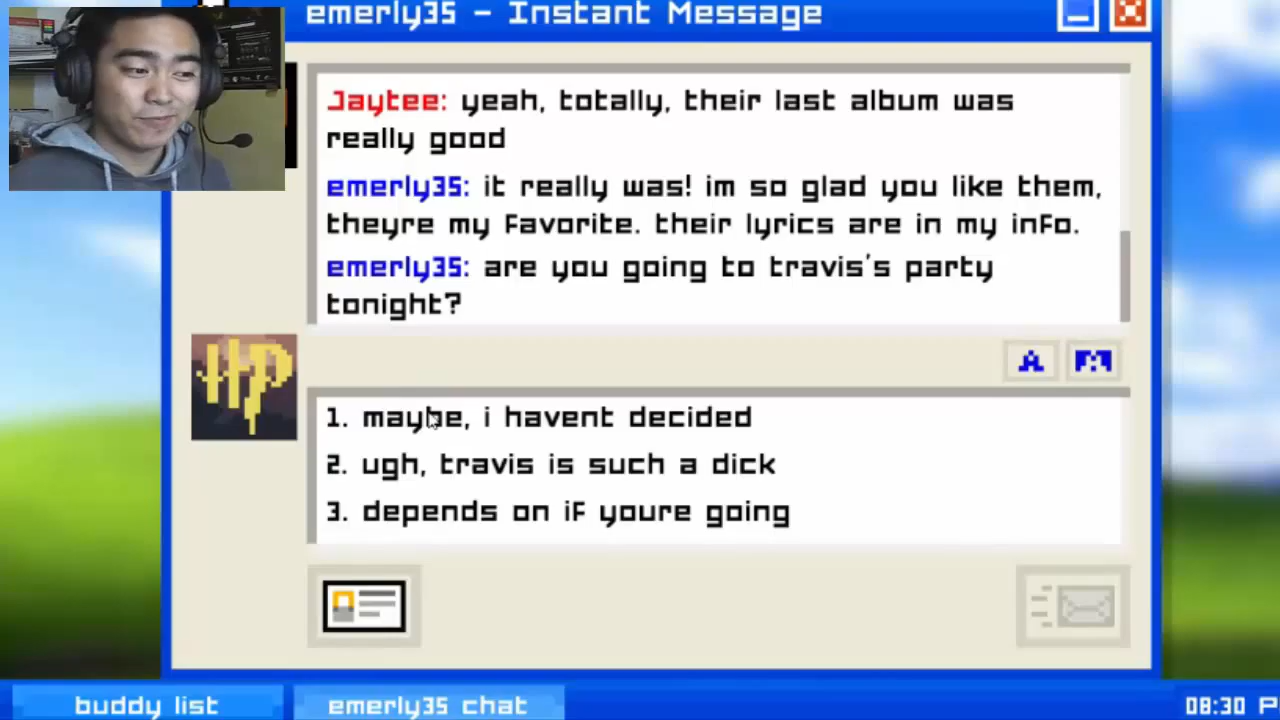 emerly35 - Instant Message
Jaytee: yeah, totally, their last album was
really good
emerly35: it really was! im so glad you like them,
theyre my favorite. their lyrics are in my info.
emerly35: are you going to travis's party
tonight?
HP
A
M
1. maybe, i havent decided
2. ugh, travis is such a dick
3. depends on if youre going
buddy list
emerly35 chat
08:30 P